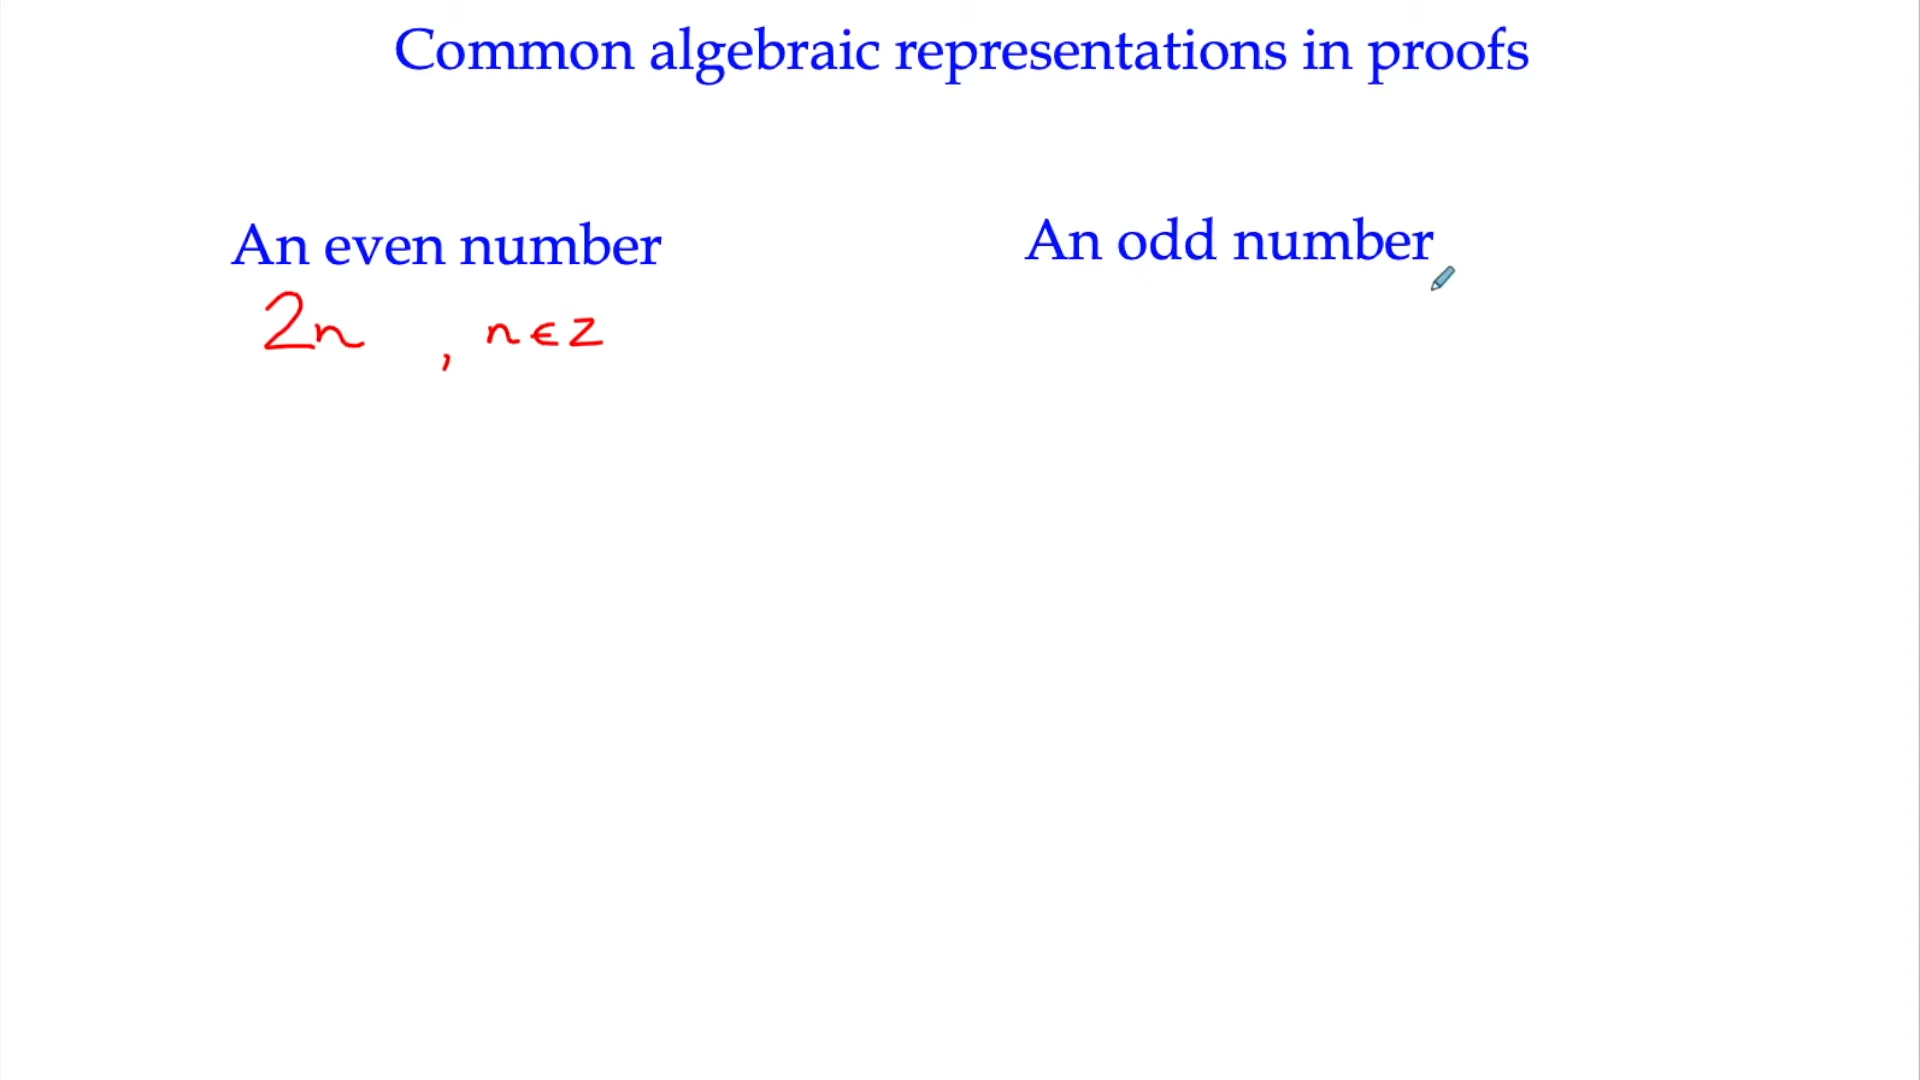 Common algebraic representations in proofs
An even number
An odd number
2n , n ∈ Z